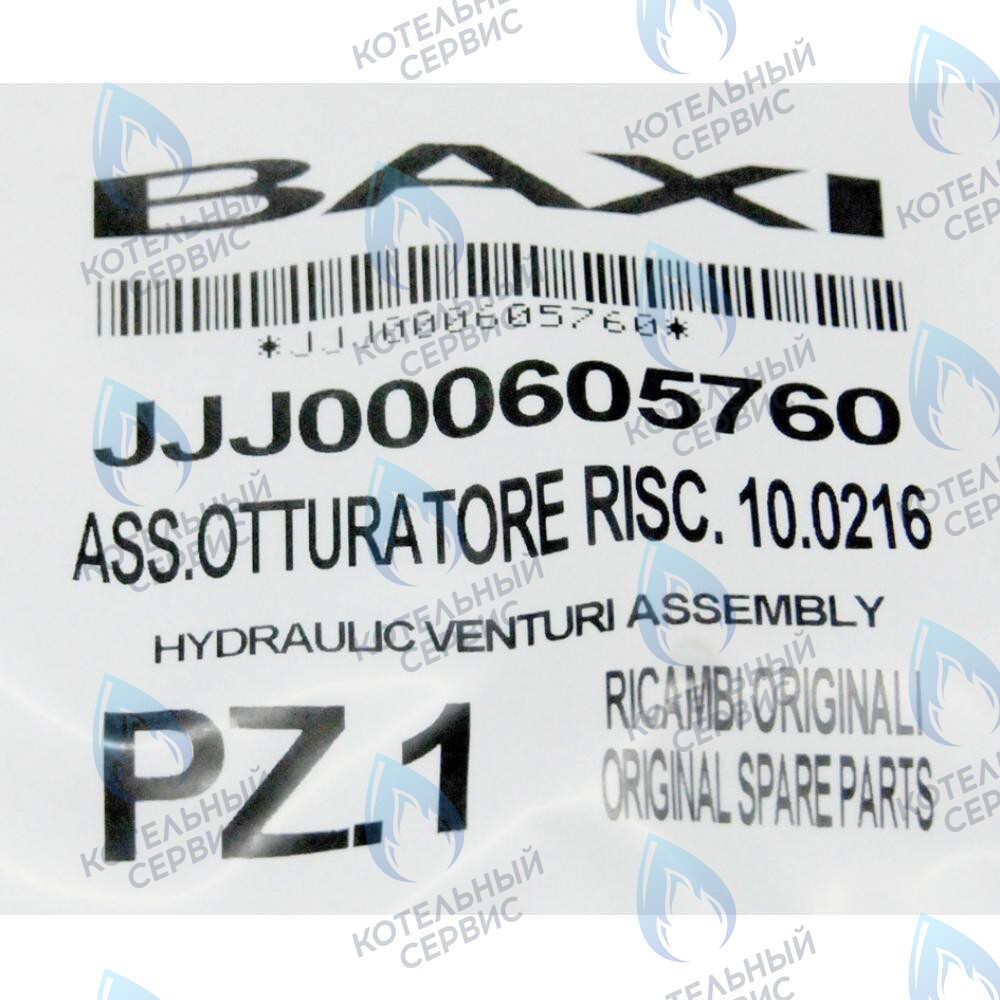 BAXI
*JJJ000605760*
JJJ000605760
ASS.OTTURATORE RISC. 10.0216
HYDRAULIC VENTURI ASSEMBLY
PZ.1
RICAMBI ORIGINALI
ORIGINAL SPARE PARTS
КОТЕЛЬНЫЙ
СЕРВИС